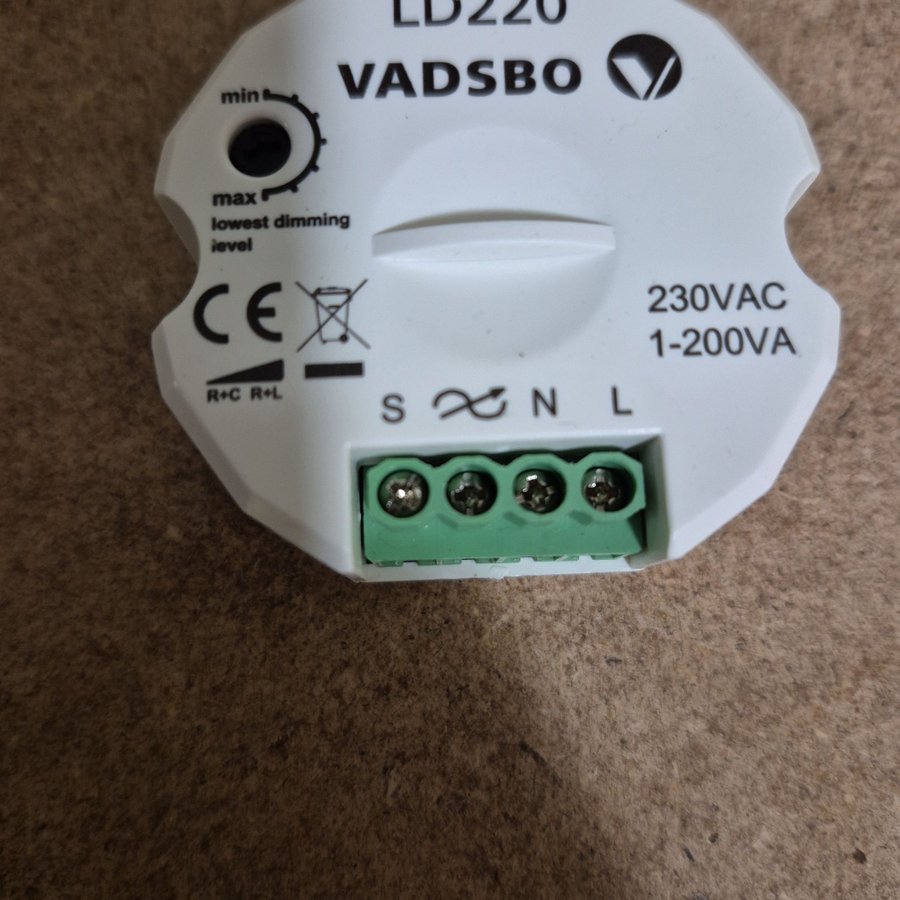 LD220
VADSBO
min
max
lowest dimming
level
CE
R+C R+L
230VAC
1-200VA
S N L